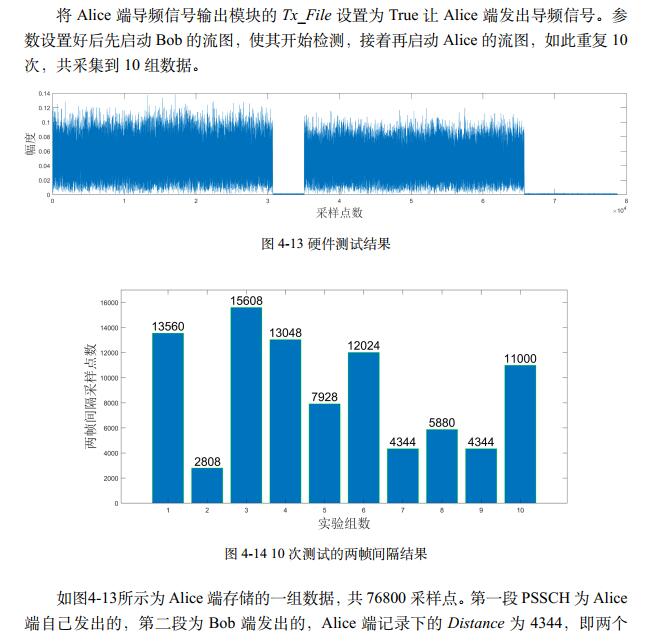 将 Alice 端导频信号输出模块的 Tx_File 设置为 True 让 Alice 端发出导频信号。参
数设置好后先启动 Bob 的流图，使其开始检测，接着再启动 Alice 的流图，如此重复 10
次，共采集到 10 组数据。
0.14
0.12
0.1
0.08
0.06
0.04
0.02
0
幅度
0 1 2 3 4 5 6 7 8
采样点数
×10⁴
图 4-13 硬件测试结果
16000
14000
12000
10000
8000
6000
4000
2000
0
两帧间隔采样点数
13560 2808 15608 13048 7928 12024 4344 5880 4344 11000
1 2 3 4 5 6 7 8 9 10
实验组数
图 4-14 10 次测试的两帧间隔结果
如图4-13所示为 Alice 端存储的一组数据，共 76800 采样点。第一段 PSSCH 为 Alice
端自己发出的，第二段为 Bob 端发出的，Alice 端记录下的 Distance 为 4344，即两个